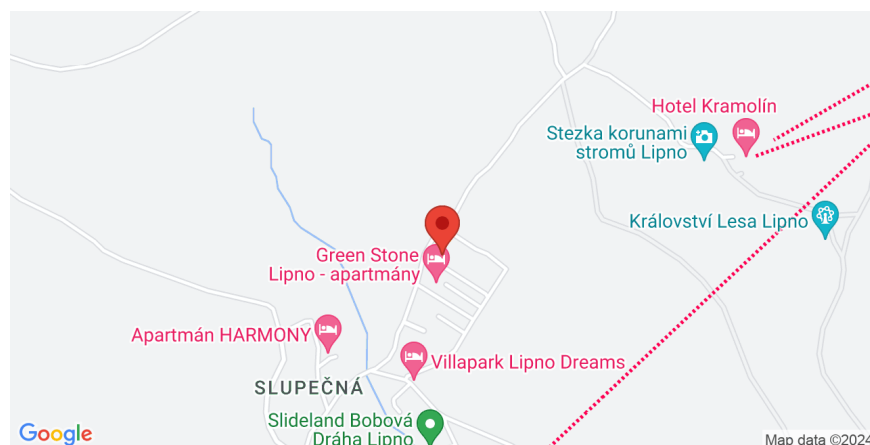 Hotel Kramolín
Stezka korunami
stromů Lipno
Království Lesa Lipno
Green Stone
Lipno - apartmány
Apartmán HARMONY
Villapark Lipno Dreams
SLUPEČNÁ
Slideland Bobová
Dráha Lipno
Google
Map data ©2024